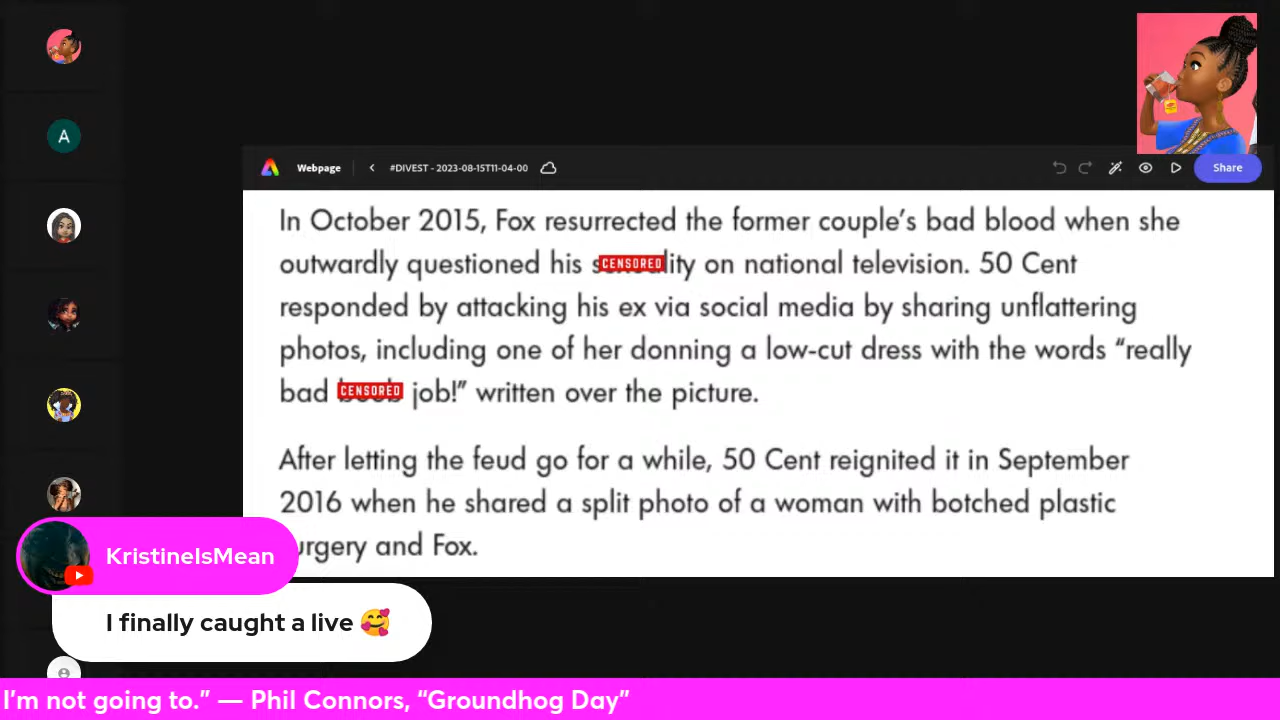 A
Webpage
#DIVEST - 2023-08-15T11-04-00
Share
In October 2015, Fox resurrected the former couple’s bad blood when she
outwardly questioned his s CENSORED lity on national television. 50 Cent
responded by attacking his ex via social media by sharing unflattering
photos, including one of her donning a low-cut dress with the words “really
bad CENSORED job!” written over the picture.
After letting the feud go for a while, 50 Cent reignited it in September
2016 when he shared a split photo of a woman with botched plastic
urgery and Fox.
KristineIsMean
I finally caught a live 🥰
I’m not going to.” — Phil Connors, “Groundhog Day”